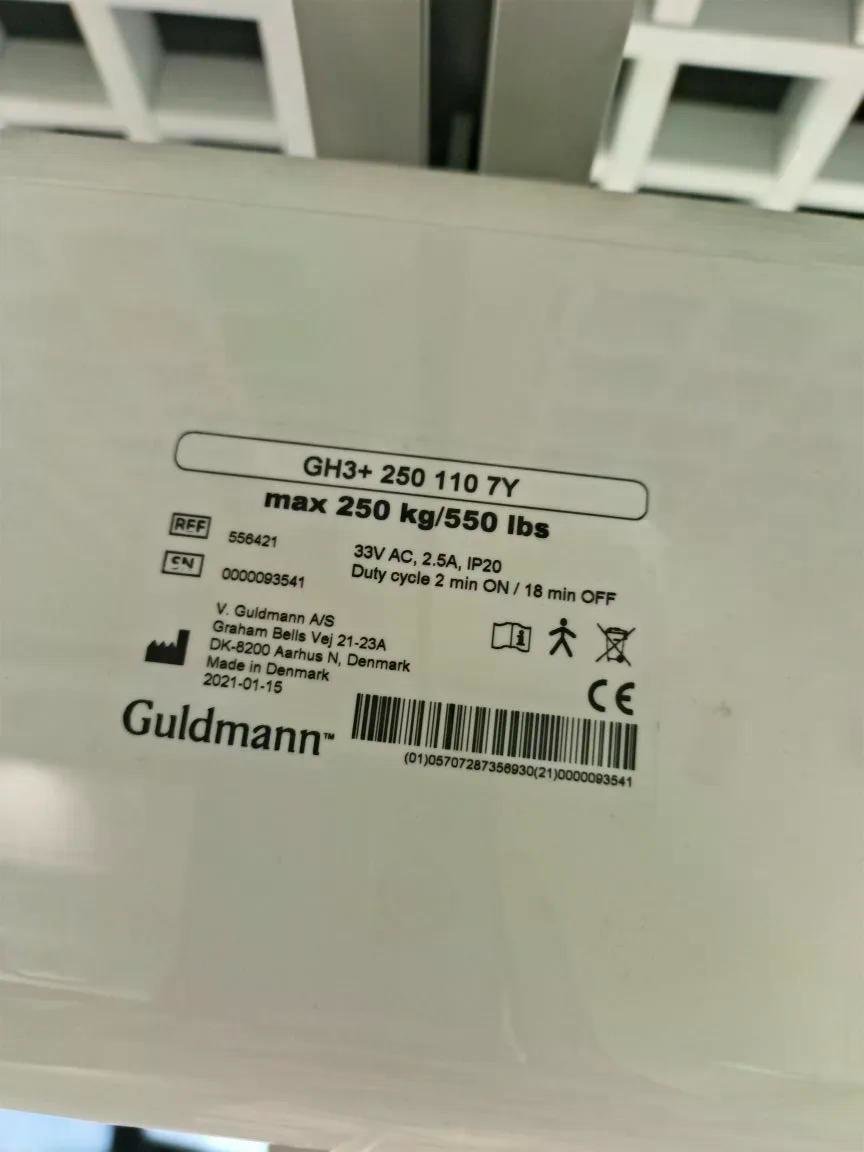 GH3+ 250 110 7Y
max 250 kg/550 lbs
REF 556421
SN 0000093541
33V AC, 2.5A, IP20
Duty cycle 2 min ON / 18 min OFF
V. Guldmann A/S
Graham Bells Vej 21-23A
DK-8200 Aarhus N, Denmark
Made in Denmark
2021-01-15
CE
Guldmann™
(01)05707287356930(21)0000093541